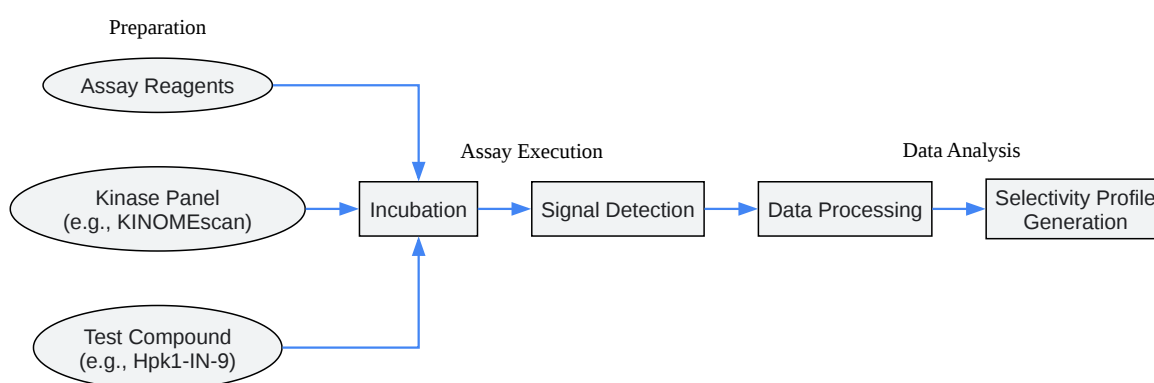 Preparation
Assay Reagents
Assay Execution
Data Analysis
Kinase Panel
(e.g., KINOMEscan)
Incubation
Signal Detection
Data Processing
Selectivity Profile
Generation
Test Compound
(e.g., Hpk1-IN-9)